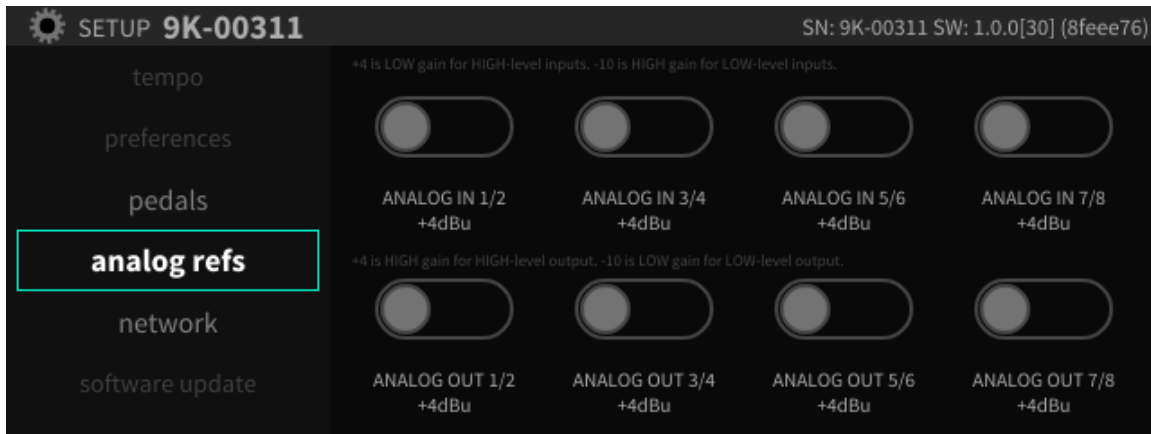 SETUP 9K-00311
SN: 9K-00311 SW: 1.0.0[30] (8feee76)
tempo
preferences
pedals
analog refs
network
software update
+4 is LOW gain for HIGH-level inputs. -10 is HIGH gain for LOW-level inputs.
ANALOG IN 1/2
+4dBu
ANALOG IN 3/4
+4dBu
ANALOG IN 5/6
+4dBu
ANALOG IN 7/8
+4dBu
+4 is HIGH gain for HIGH-level output. -10 is LOW gain for LOW-level output.
ANALOG OUT 1/2
+4dBu
ANALOG OUT 3/4
+4dBu
ANALOG OUT 5/6
+4dBu
ANALOG OUT 7/8
+4dBu